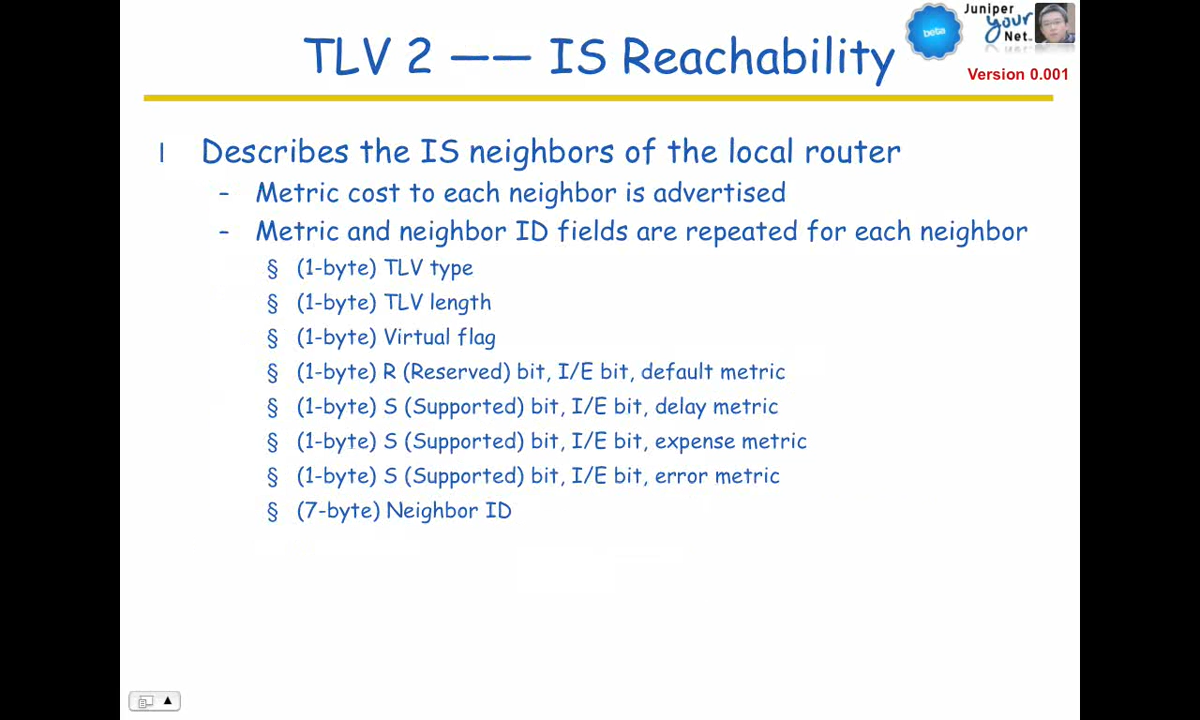 Juniper
your
Net
beta
TLV 2 —— IS Reachability
Version 0.001
l Describes the IS neighbors of the local router
– Metric cost to each neighbor is advertised
– Metric and neighbor ID fields are repeated for each neighbor
§ (1-byte) TLV type
§ (1-byte) TLV length
§ (1-byte) Virtual flag
§ (1-byte) R (Reserved) bit, I/E bit, default metric
§ (1-byte) S (Supported) bit, I/E bit, delay metric
§ (1-byte) S (Supported) bit, I/E bit, expense metric
§ (1-byte) S (Supported) bit, I/E bit, error metric
§ (7-byte) Neighbor ID